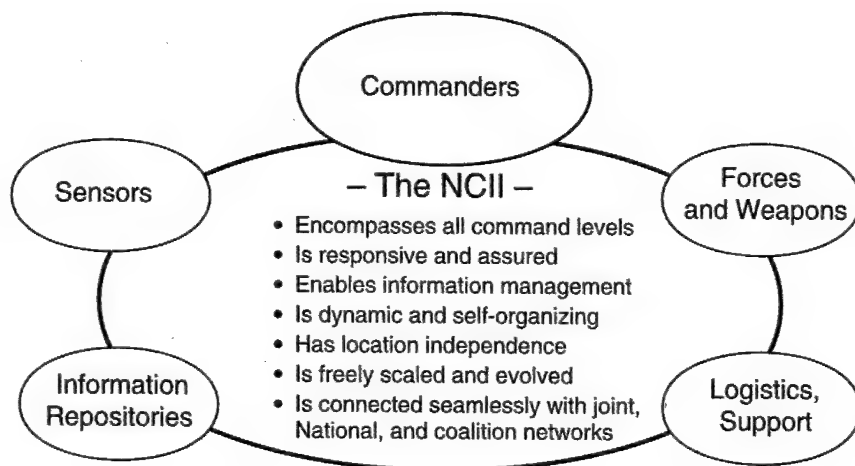 Commanders
Sensors
Forces
and Weapons
– The NCII –
• Encompasses all command levels
• Is responsive and assured
• Enables information management
• Is dynamic and self-organizing
• Has location independence
• Is freely scaled and evolved
• Is connected seamlessly with joint,
National, and coalition networks
Information
Repositories
Logistics,
Support